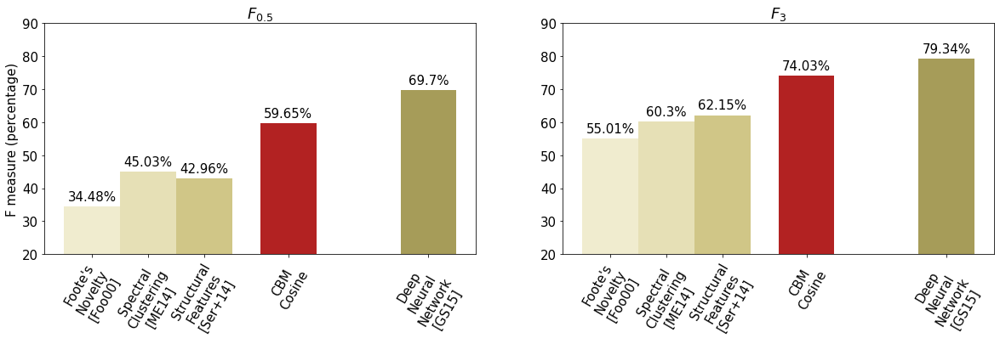 F0.5
F measure (percentage)
90
80
70
60
50
40
30
20
34.48%
45.03%
42.96%
59.65%
69.7%
Foote's
Novelty
[Foo00]
Spectral
Clustering
[ME14]
Structural
Features
[Ser+14]
CBM
Cosine
Deep
Neural
Network
[GS15]
F3
90
80
70
60
50
40
30
20
55.01%
60.3%
62.15%
74.03%
79.34%
Foote's
Novelty
[Foo00]
Spectral
Clustering
[ME14]
Structural
Features
[Ser+14]
CBM
Cosine
Deep
Neural
Network
[GS15]